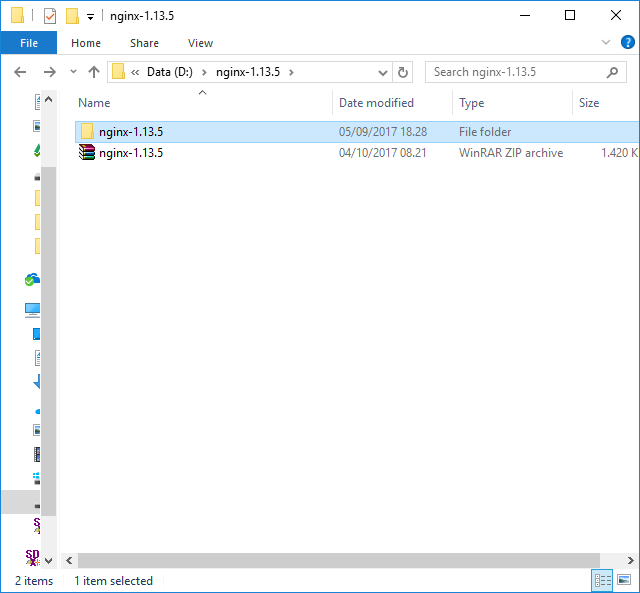 nginx-1.13.5
File Home Share View
« Data (D:) › nginx-1.13.5 › Search nginx-1.13.5
Name Date modified Type Size
nginx-1.13.5 05/09/2017 18.28 File folder
nginx-1.13.5 04/10/2017 08.21 WinRAR ZIP archive 1.420 K
2 items 1 item selected